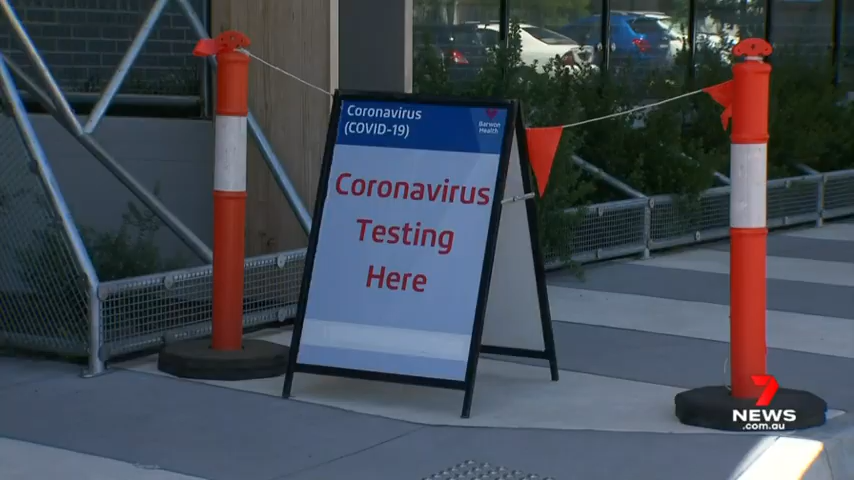 Coronavirus
(COVID-19)
Barwon
Health
Coronavirus
Testing
Here
7
NEWS
.com.au